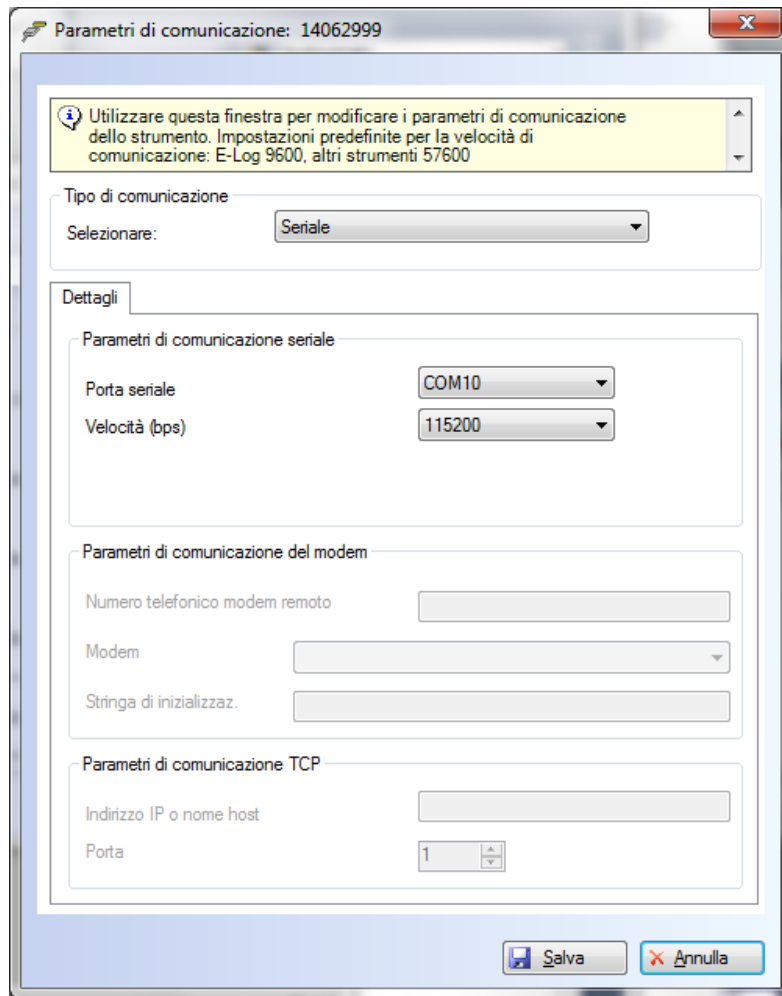 Parametri di comunicazione: 14062999
Utilizzare questa finestra per modificare i parametri di comunicazione
dello strumento. Impostazioni predefinite per la velocità di
comunicazione: E-Log 9600, altri strumenti 57600
Tipo di comunicazione
Selezionare: Seriale
Dettagli
Parametri di comunicazione seriale
Porta seriale COM10
Velocità (bps) 115200
Parametri di comunicazione del modem
Numero telefonico modem remoto
Modem
Stringa di inizializzaz.
Parametri di comunicazione TCP
Indirizzo IP o nome host
Porta 1
Salva Annulla